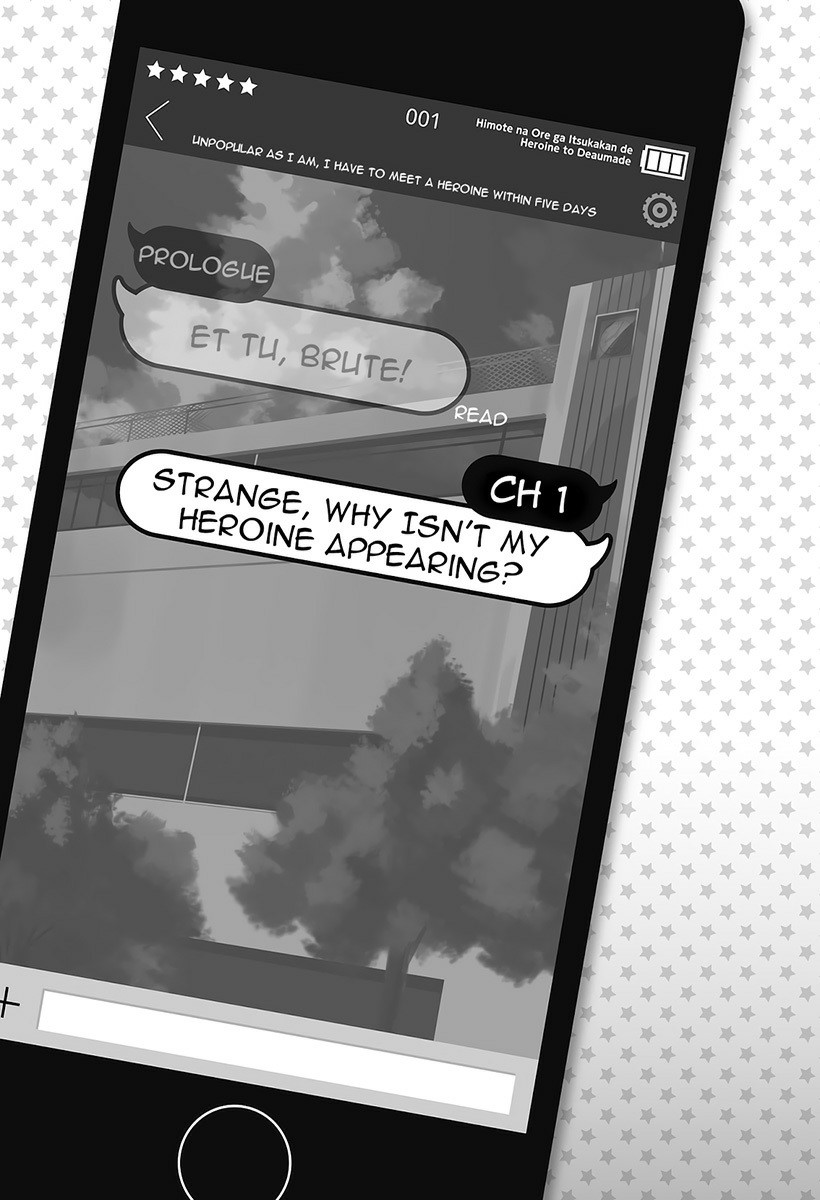 001
Himote na Ore ga Itsukakan de
Heroine to Deaumade
UNPOPULAR AS I AM, I HAVE TO MEET A HEROINE WITHIN FIVE DAYS
PROLOGUE
ET TU, BRUTE!
READ
CH 1
STRANGE, WHY ISN'T MY
HEROINE APPEARING?